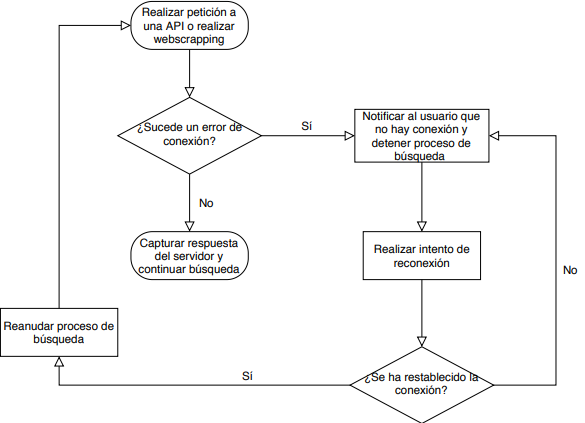 Realizar petición a
una API o realizar
webscrapping
¿Sucede un error de
conexión?
Sí
Notificar al usuario que
no hay conexión y
detener proceso de
búsqueda
No
Capturar respuesta
del servidor y
continuar búsqueda
Realizar intento de
reconexión
No
Reanudar proceso de
búsqueda
Sí
¿Se ha restablecido la
conexión?